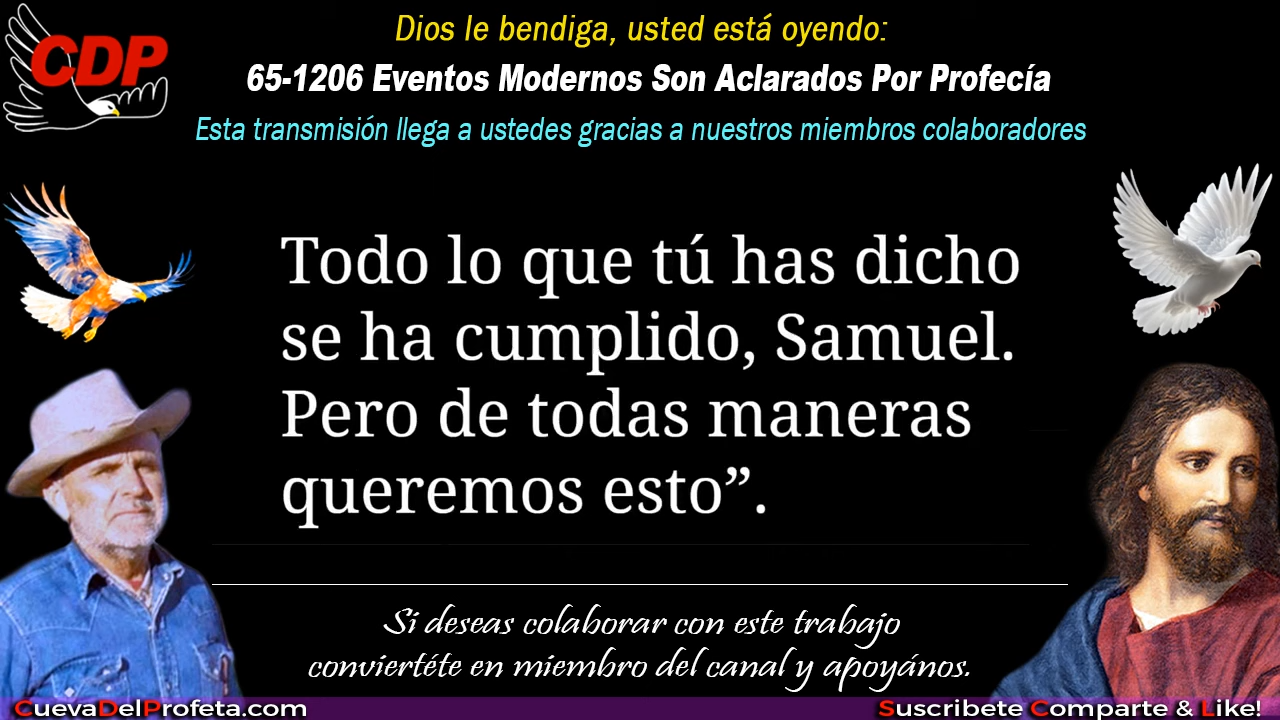 CDP
Dios le bendiga, usted está oyendo:
65-1206 Eventos Modernos Son Aclarados Por Profecía
Esta transmisión llega a ustedes gracias a nuestros miembros colaboradores
Todo lo que tú has dicho
se ha cumplido, Samuel.
Pero de todas maneras
queremos esto”.
Si deseas colaborar con este trabajo
conviertéte en miembro del canal y apoyános.
CuevaDelProfeta.com
Suscribete Comparte & Like!